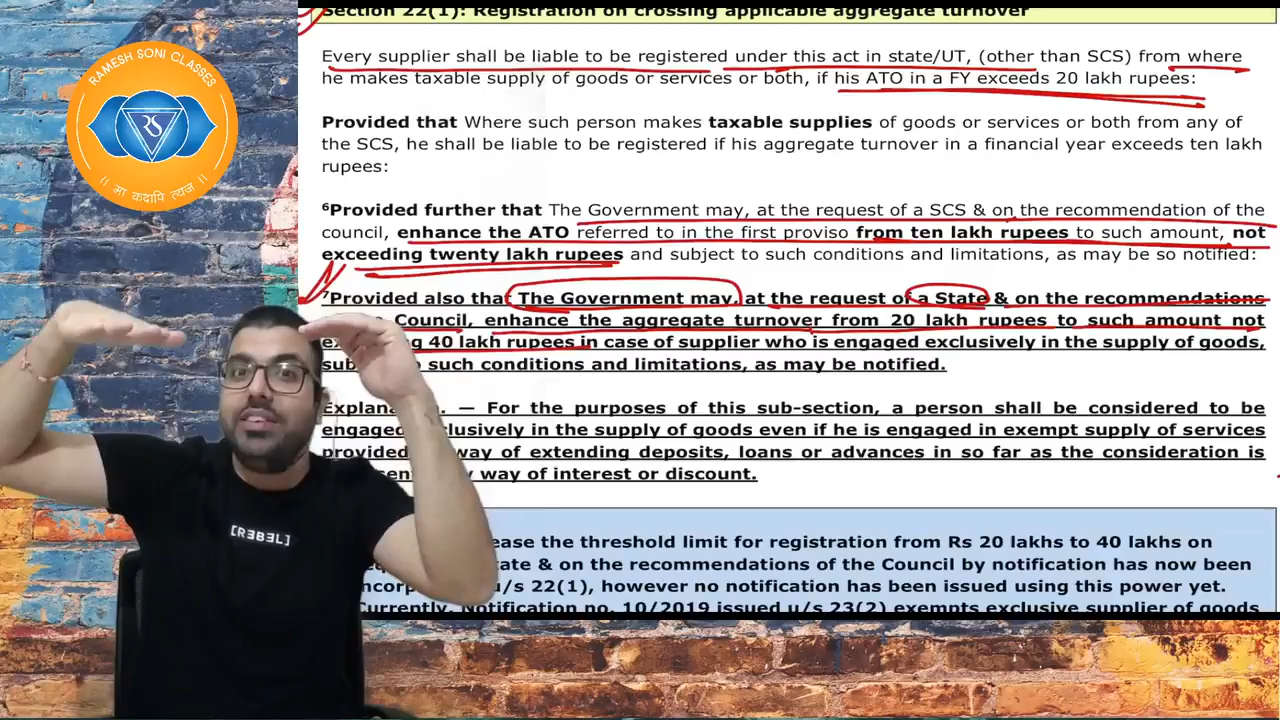 RAMESH SONI CLASSES
RS
।। मा कदापि त्यज ।।
Section 22(1): Registration on crossing applicable aggregate turnover
Every supplier shall be liable to be registered under this act in state/UT, (other than SCS) from where
he makes taxable supply of goods or services or both, if his ATO in a FY exceeds 20 lakh rupees:
Provided that Where such person makes taxable supplies of goods or services or both from any of
the SCS, he shall be liable to be registered if his aggregate turnover in a financial year exceeds ten lakh
rupees:
⁶Provided further that The Government may, at the request of a SCS & on the recommendation of the
council, enhance the ATO referred to in the first proviso from ten lakh rupees to such amount, not
exceeding twenty lakh rupees and subject to such conditions and limitations, as may be so notified:
⁷Provided also that The Government may, at the request of a State & on the recommendations
Council, enhance the aggregate turnover from 20 lakh rupees to such amount not
40 lakh rupees in case of supplier who is engaged exclusively in the supply of goods,
such conditions and limitations, as may be notified.
— For the purposes of this sub-section, a person shall be considered to be
in the supply of goods even if he is engaged in exempt supply of services
provided way of extending deposits, loans or advances in so far as the consideration is
way of interest or discount.
the threshold limit for registration from Rs 20 lakhs to 40 lakhs on
& on the recommendations of the Council by notification has now been
u/s 22(1), however no notification has been issued using this power yet.
Currently, Notification no. 10/2019 issued u/s 23(2) exempts exclusive supplier of goods
[RƎBƎL]